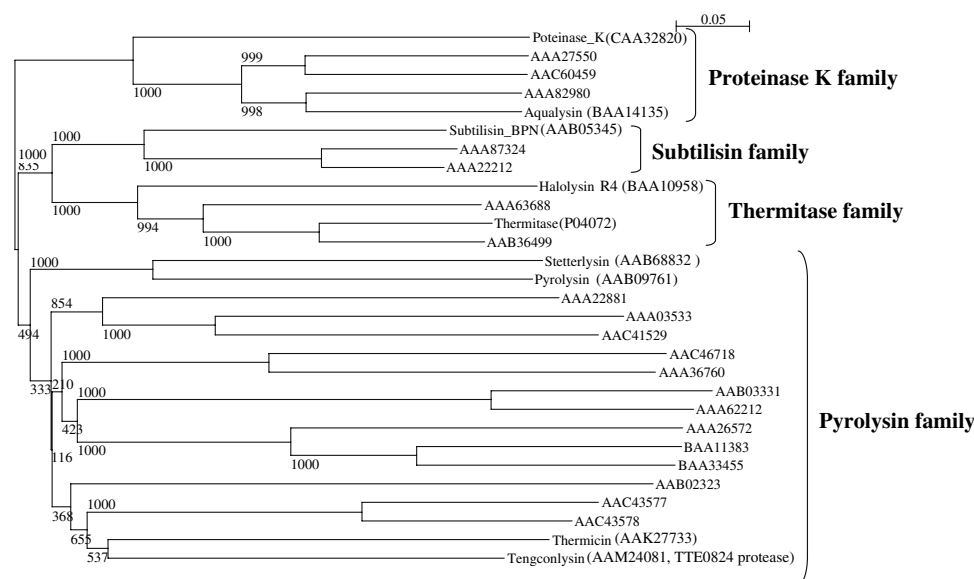 0.05
Poteinase_K(CAA32820)
999
AAA27550
AAC60459
Proteinase K family
1000
AAA82980
998
Aqualysin (BAA14135)
1000
Subtilisin_BPN(AAB05345)
1000
AAA87324
Subtilisin family
835
1000
AAA22212
Halolysin R4 (BAA10958)
1000
AAA63688
Thermitase family
994
Thermitase(P04072)
1000
AAB36499
1000
Stetterlysin (AAB68832 )
Pyrolysin (AAB09761)
854
AAA22881
AAA03533
494
1000
AAC41529
1000
AAC46718
AAA36760
333
210
1000
AAB03331
AAA62212
Pyrolysin family
423
AAA26572
1000
BAA11383
116
1000
BAA33455
AAB02323
1000
AAC43577
368
AAC43578
655
Thermicin (AAK27733)
537
Tengconlysin (AAM24081, TTE0824 protease)